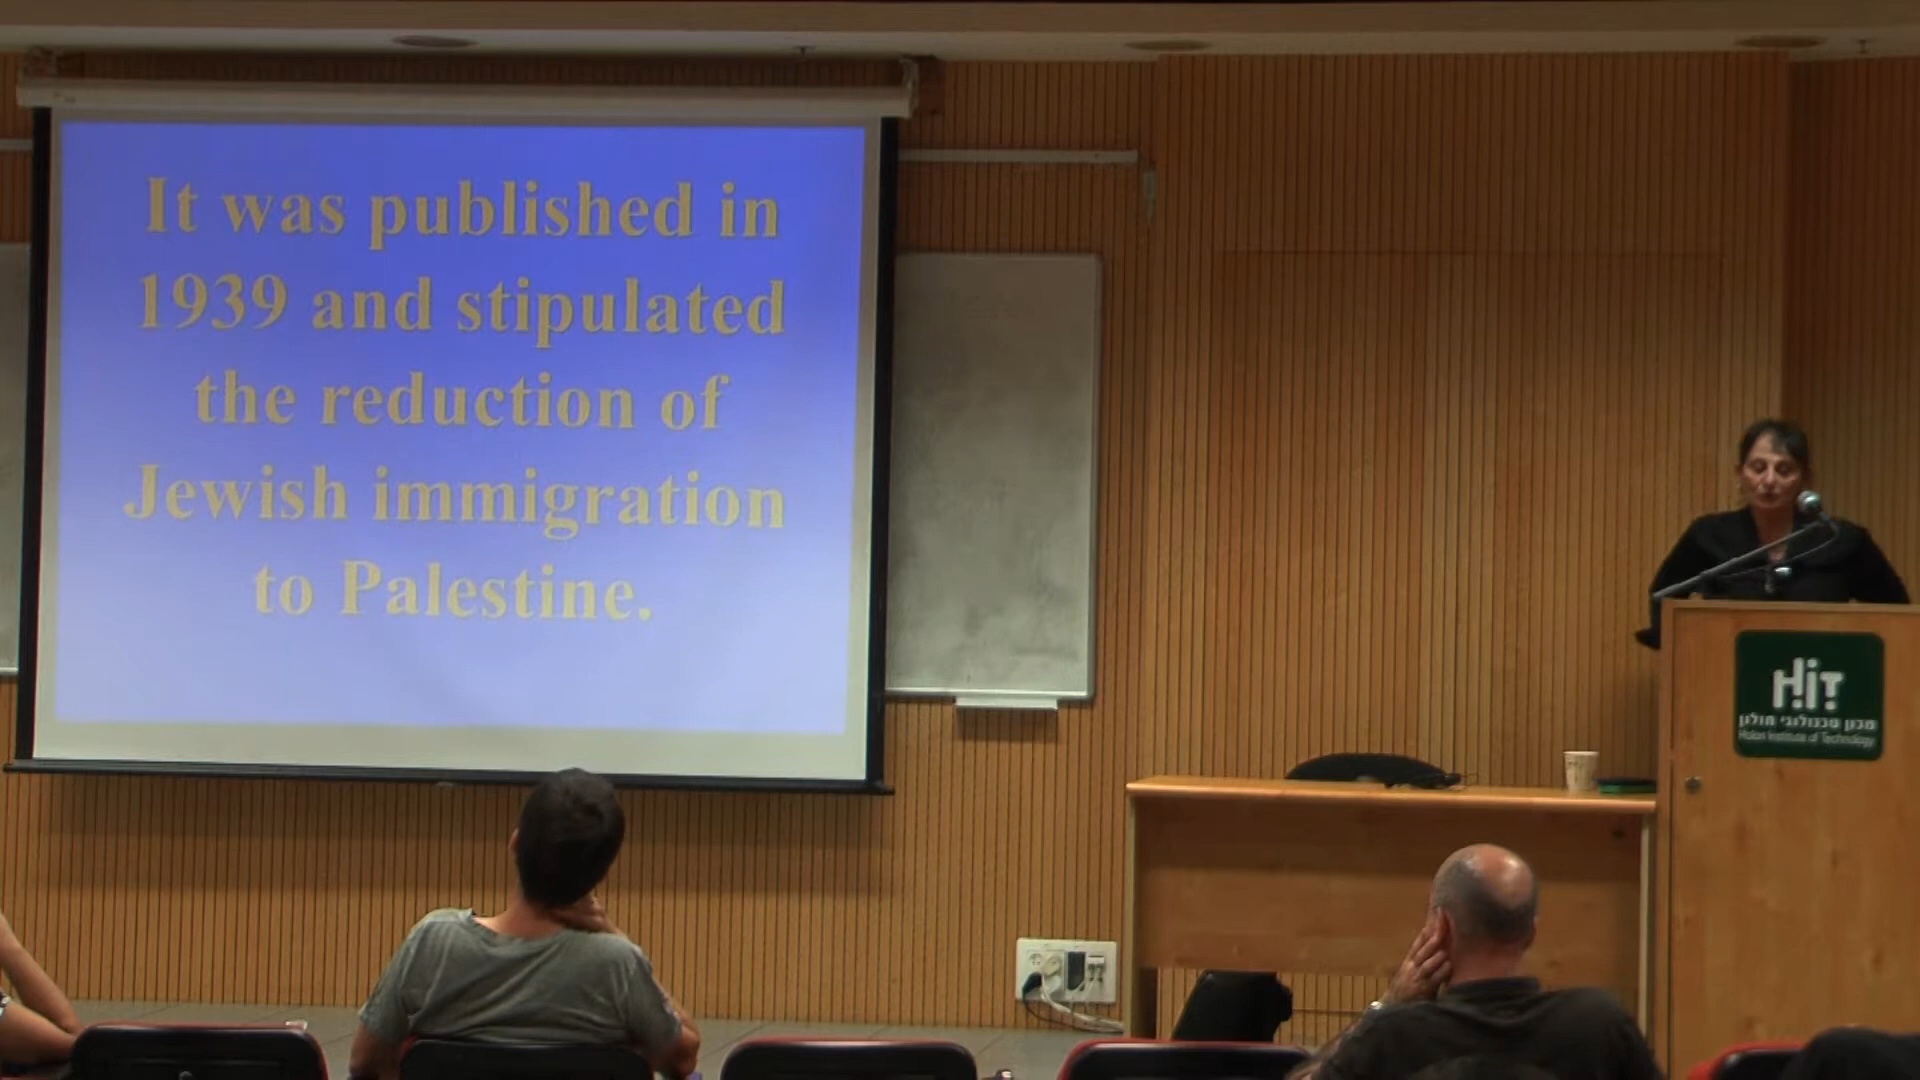 It was published in
1939 and stipulated
the reduction of
Jewish immigration
to Palestine.
HiT
מכון טכנולוגי חולון
Holon Institute of Technology